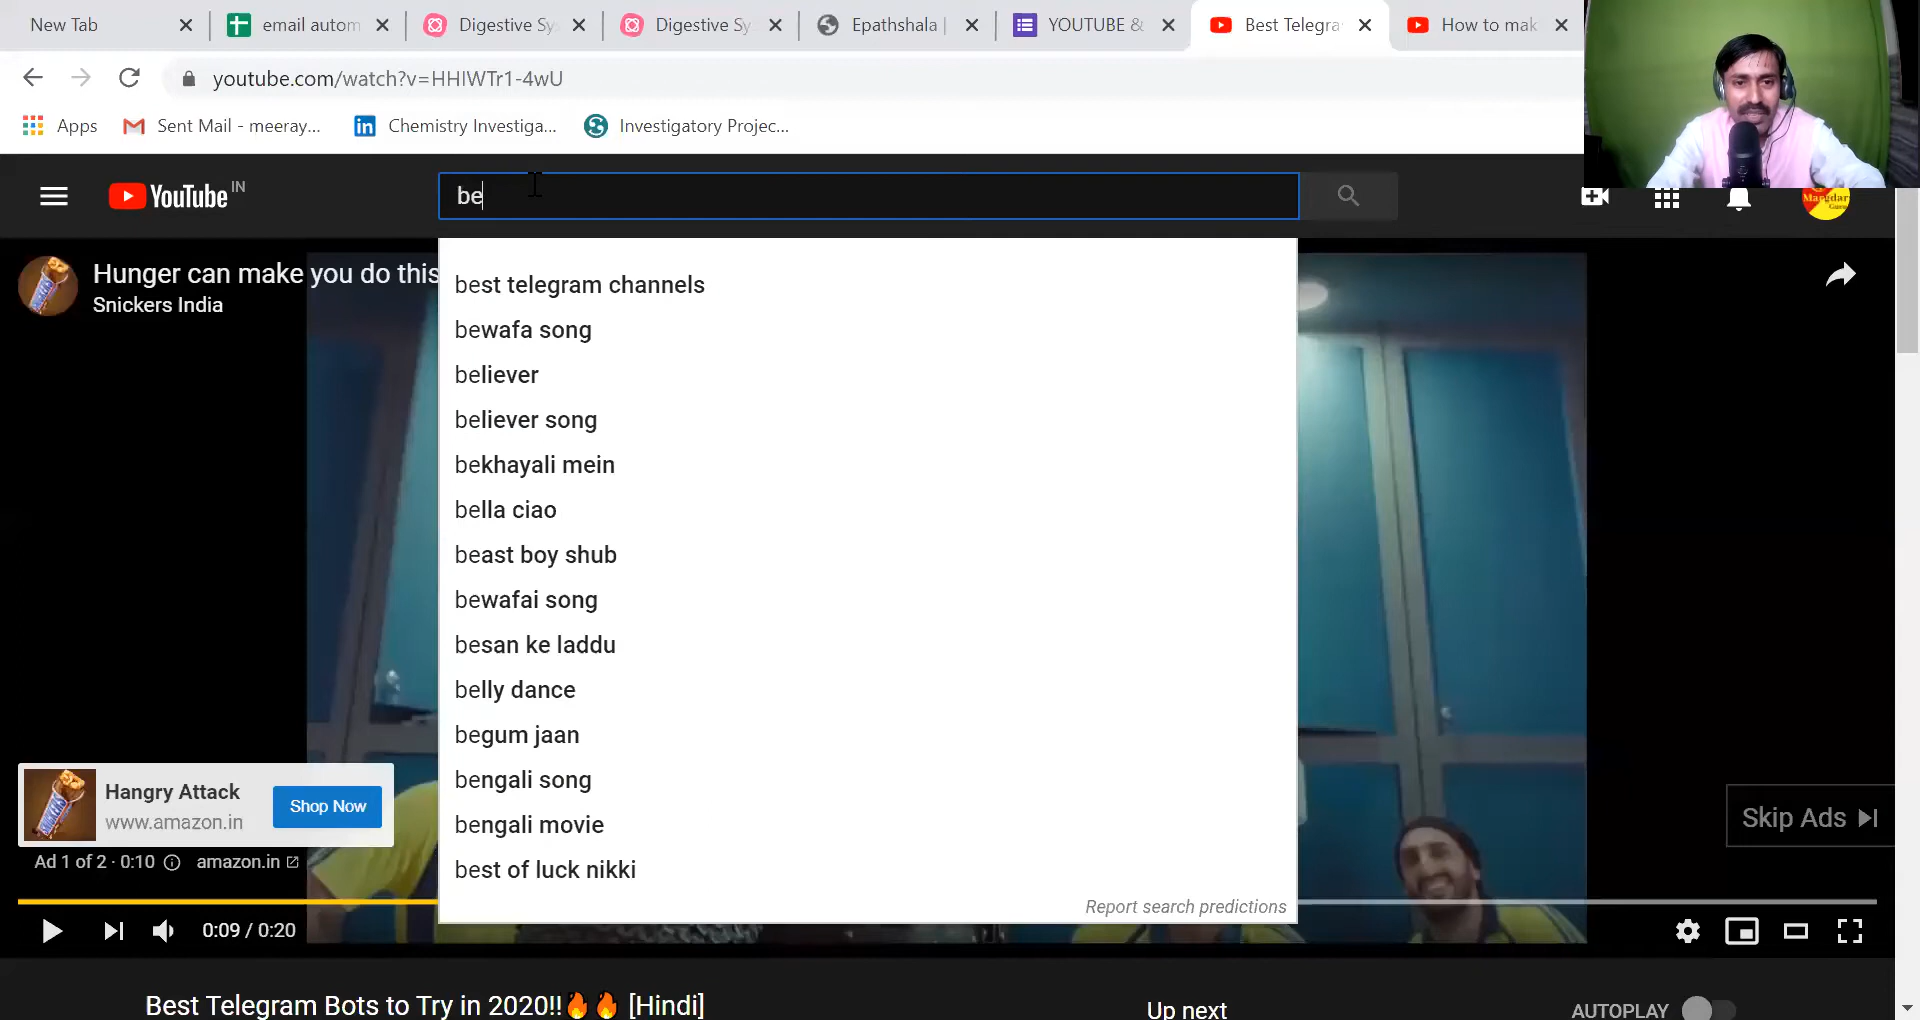 New Tab
email autom
Digestive Sys
Digestive Sy
Epathshala |
YOUTUBE &
Best Telegra
How to mak
youtube.com/watch?v=HHIWTr1-4wU
Apps
Sent Mail - meeray...
Chemistry Investiga...
Investigatory Projec...
YouTube IN
be
Hunger can make you do this
Snickers India
best telegram channels
bewafa song
believer
believer song
bekhayali mein
bella ciao
beast boy shub
bewafai song
besan ke laddu
belly dance
begum jaan
bengali song
bengali movie
best of luck nikki
Report search predictions
Hangry Attack
www.amazon.in
Shop Now
Skip Ads
Ad 1 of 2 · 0:10
amazon.in
0:09 / 0:20
Best Telegram Bots to Try in 2020!!🔥🔥 [Hindi]
Up next
AUTOPLAY